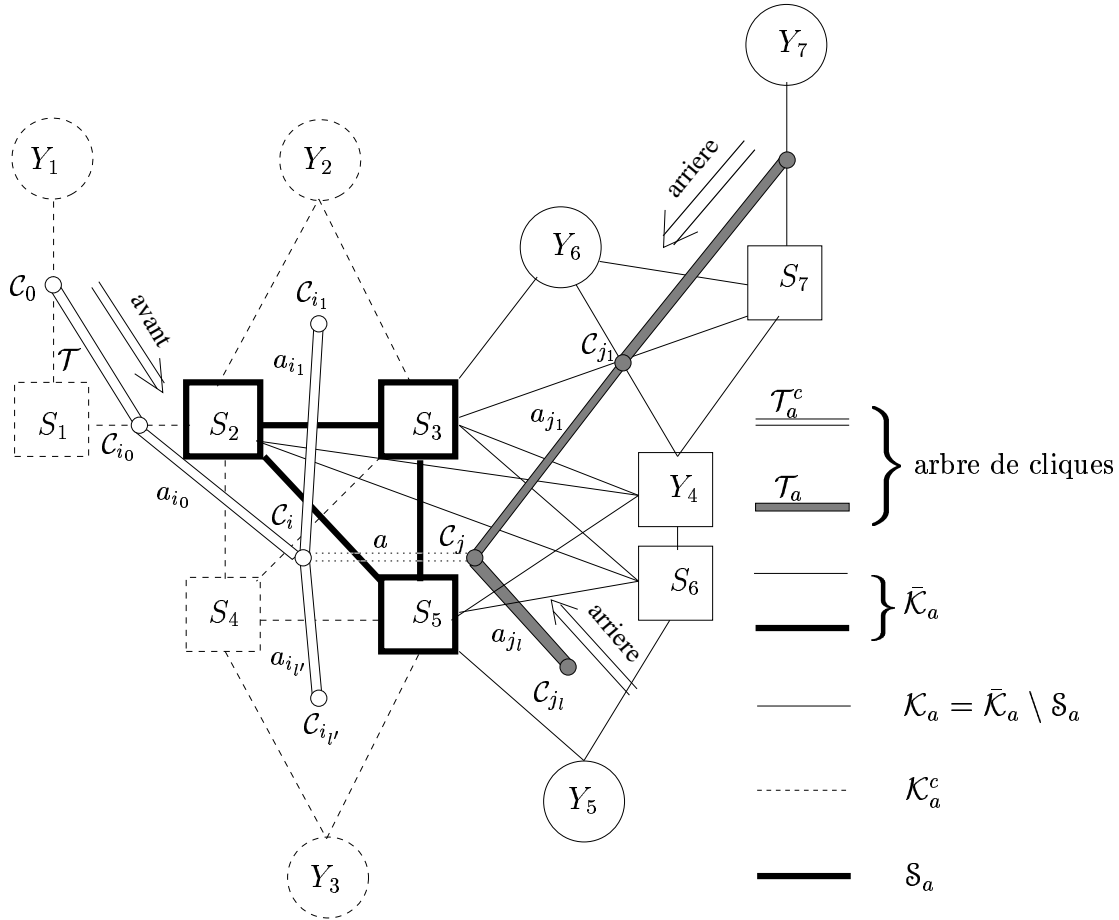 Y_7
Y_1
Y_2
arriere
Y_6
S_7
C_0
avant
C_{i_1}
T
a_{i_1}
C_{j_1}
S_1
C_{i_0}
S_2
S_3
a_{j_1}
T_a^c
arbre de cliques
a_{i_0}
Y_4
T_a
C_i
a
C_j
S_6
S_4
S_5
a_{j_l}
arriere
K̄_a
a_{i_{l'}}
C_{j_l}
C_{i_{l'}}
K_a = K̄_a \ S_a
Y_5
K_a^c
Y_3
S_a